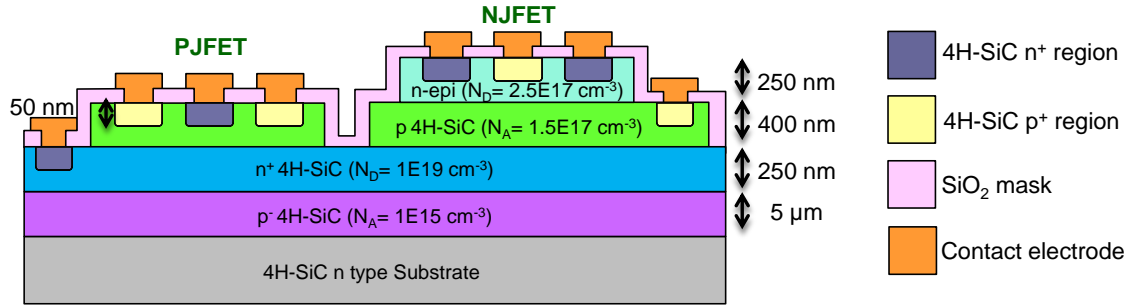 NJFET
PJFET
50 nm
n-epi (N_D= 2.5E17 cm⁻³)
p 4H-SiC (N_A= 1.5E17 cm⁻³)
n⁺ 4H-SiC (N_D= 1E19 cm⁻³)
p⁻ 4H-SiC (N_A= 1E15 cm⁻³)
4H-SiC n type Substrate
250 nm
400 nm
250 nm
5 µm
4H-SiC n⁺ region
4H-SiC p⁺ region
SiO₂ mask
Contact electrode